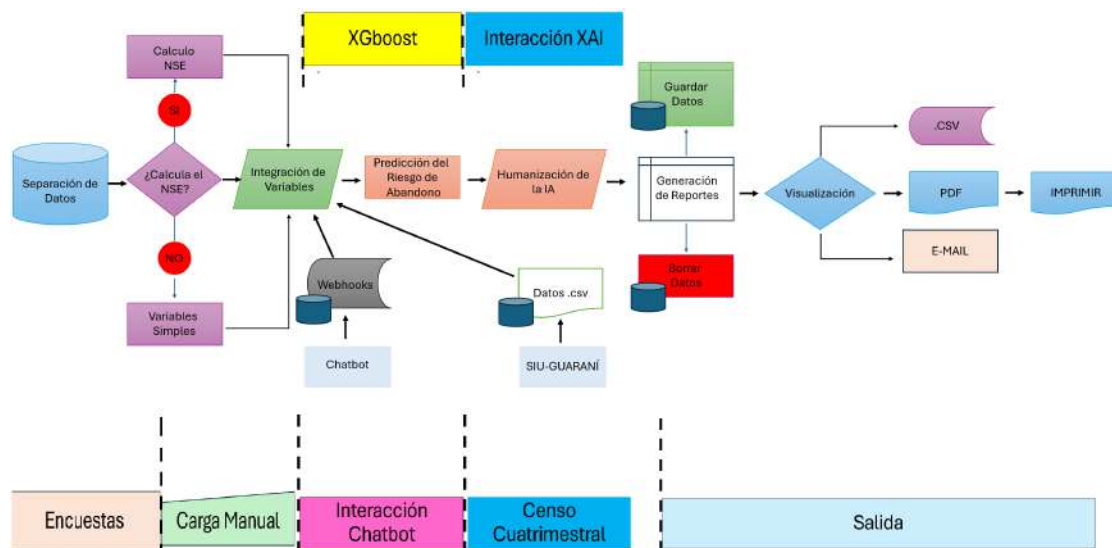 XGboost
Interacción XAI
Calculo
NSE
SI
Separación de
Datos
¿Calcula el
NSE?
NO
Variables
Simples
Integración de
Variables
Predicción del
Riesgo de
Abandono
Humanización de
la IA
Guardar
Datos
Generación
de Reportes
Borrar
Datos
Visualización
.CSV
PDF
IMPRIMIR
E-MAIL
Webhooks
Chatbot
Datos .csv
SIU-GUARANÍ
Encuestas
Carga Manual
Interacción
Chatbot
Censo
Cuatrimestral
Salida